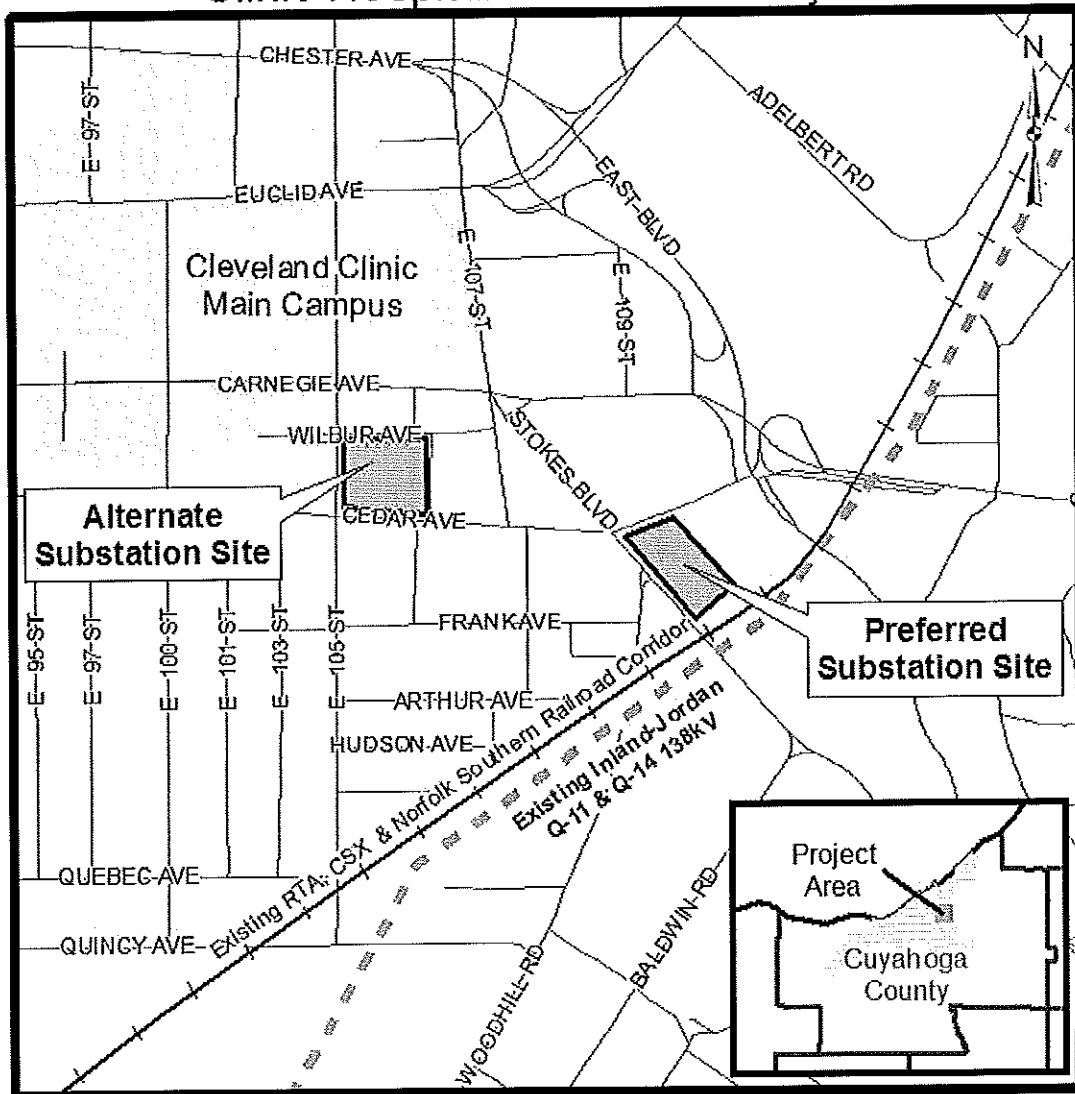 CHESTER-AVE
N
E-97-ST
ADELBERT RD
EUCLID AVE
EAST-BLVD
Cleveland Clinic
Main Campus
E 107-ST
E-109-ST
CARNEGIE AVE
WILBUR-AVE
STOKES BLVD
Alternate
Substation Site
CEDAR-AVE
Preferred
Substation Site
E-95-ST
E-97-ST
E-100-ST
E-101-ST
E-103-ST
E-105-ST
FRANK AVE
ARTHUR-AVE
HUDSON-AVE
Existing RTA, CSX & Norfolk Southern Railroad Corridor
Existing Inland-Jordan
Q-11 & Q-14 138kV
QUEBEC-AVE
QUINCY AVE
WOODHILL-RD
BALDWIN-RD
Project
Area
Cuyahoga
County